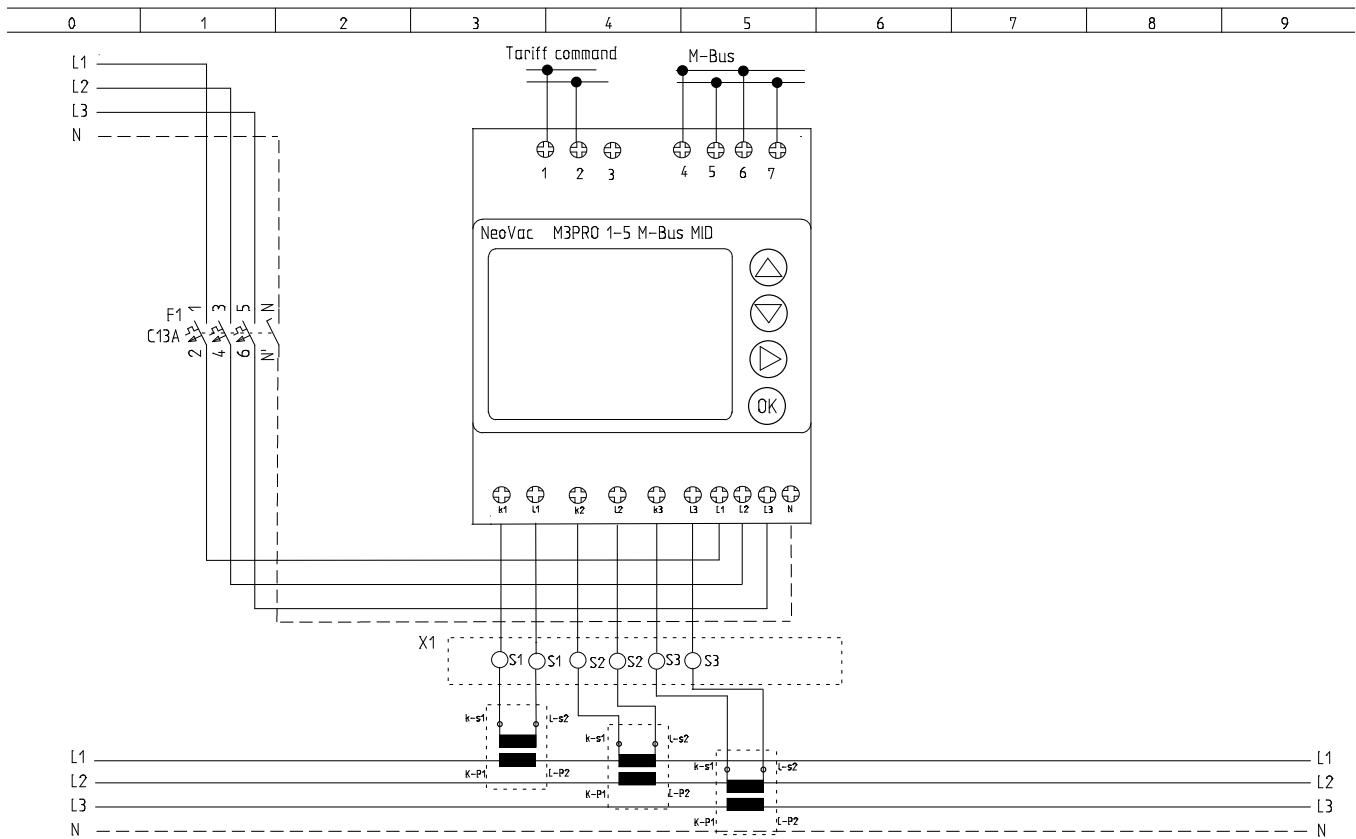 0 1 2 3 4 5 6 7 8 9
Tariff command
M-Bus
L1
L2
L3
N
1 2 3 4 5 6 7
NeoVac M3PRO 1-5 M-Bus MID
OK
F1
C13A
1 3 5 N
2 4 6 N'
k1 l1 k2 l2 k3 l3 L1 L2 L3 N
X1
S1 S1 S2 S2 S3 S3
k-s1 l-s2
k-s1 l-s2
k-s1 l-s2
K-P1 L-P2
K-P1 L-P2
K-P1 L-P2
L1 L1
L2 L2
L3 L3
N N